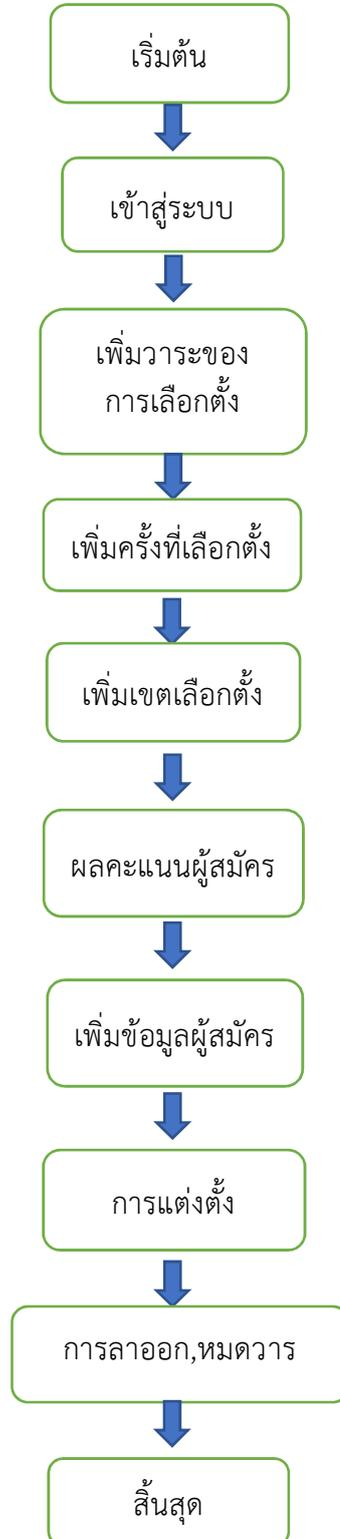 เริ่มต้น
เข้าสู่ระบบ
เพิ่มวาระของ
การเลือกตั้ง
เพิ่มครั้งที่เลือกตั้ง
เพิ่มเขตเลือกตั้ง
ผลคะแนนผู้สมัคร
เพิ่มข้อมูลผู้สมัคร
การแต่งตั้ง
การลาออก,หมดวาร
สิ้นสุด